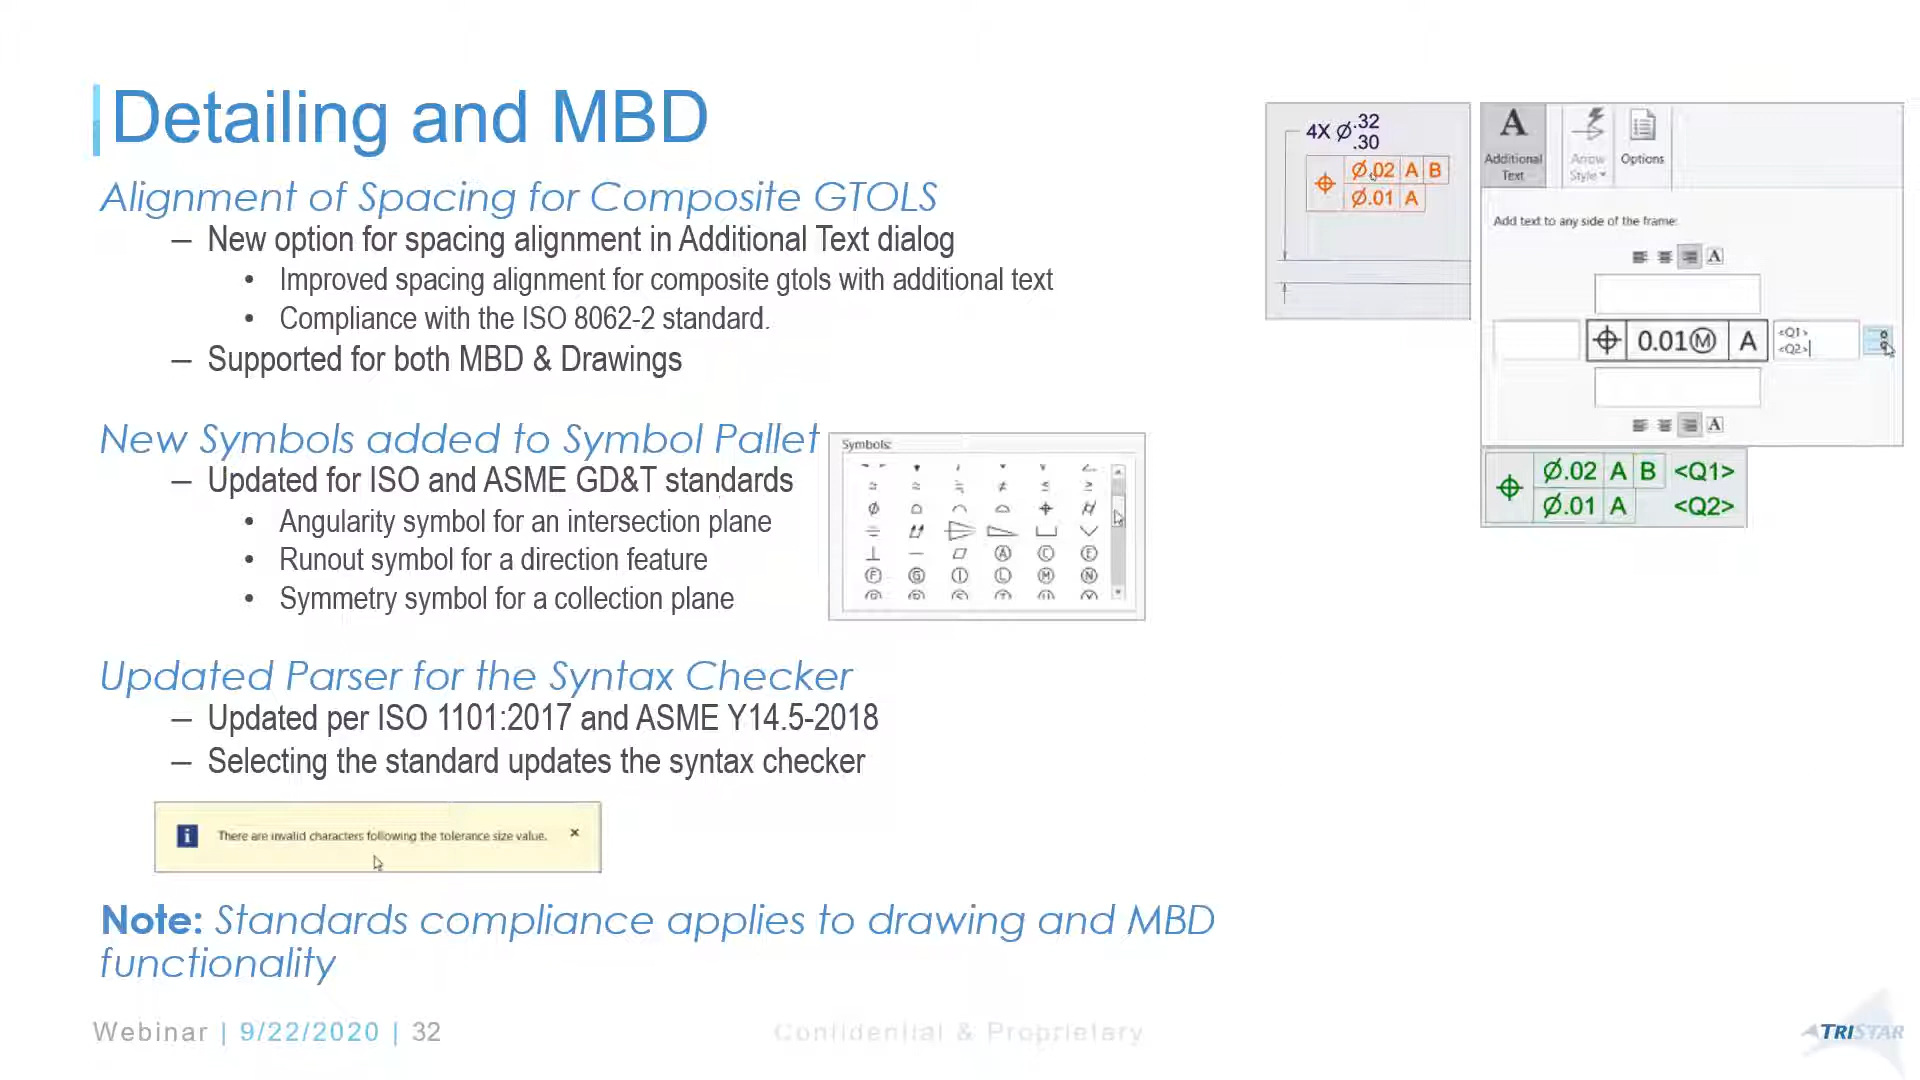 Detailing and MBD
Alignment of Spacing for Composite GTOLS
– New option for spacing alignment in Additional Text dialog
• Improved spacing alignment for composite gtols with additional text
• Compliance with the ISO 8062-2 standard.
– Supported for both MBD & Drawings
New Symbols added to Symbol Pallet
– Updated for ISO and ASME GD&T standards
• Angularity symbol for an intersection plane
• Runout symbol for a direction feature
• Symmetry symbol for a collection plane
Updated Parser for the Syntax Checker
– Updated per ISO 1101:2017 and ASME Y14.5-2018
– Selecting the standard updates the syntax checker
There are invalid characters following the tolerance size value.
Note: Standards compliance applies to drawing and MBD
functionality
4X Ø.32
.30
⌖ Ø.02 A B
Ø.01 A
A
Additional
Text
Arrow
Style
Options
Add text to any side of the frame:
A
⌖ 0.01Ⓜ A
<Q1>
<Q2>
A
⌖ Ø.02 A B <Q1>
Ø.01 A <Q2>
Symbols:
Ⓐ Ⓒ Ⓔ
Ⓕ Ⓖ Ⓘ Ⓛ Ⓜ Ⓝ
Webinar | 9/22/2020 | 32
Confidential & Proprietary
TRISTAR